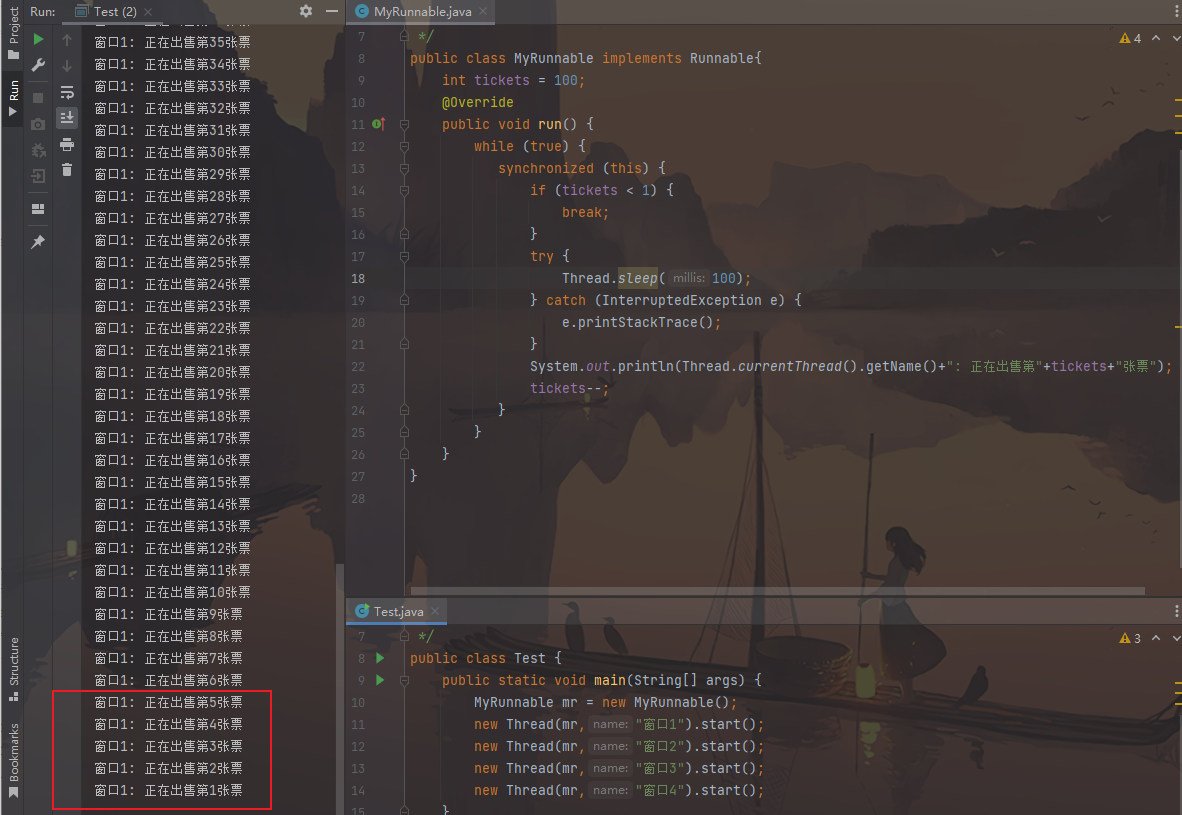 Project
Run:
Test (2)
窗口1: 正在出售第35张票
窗口1: 正在出售第34张票
窗口1: 正在出售第33张票
窗口1: 正在出售第32张票
窗口1: 正在出售第31张票
窗口1: 正在出售第30张票
窗口1: 正在出售第29张票
窗口1: 正在出售第28张票
窗口1: 正在出售第27张票
窗口1: 正在出售第26张票
窗口1: 正在出售第25张票
窗口1: 正在出售第24张票
窗口1: 正在出售第23张票
窗口1: 正在出售第22张票
窗口1: 正在出售第21张票
窗口1: 正在出售第20张票
窗口1: 正在出售第19张票
窗口1: 正在出售第18张票
窗口1: 正在出售第17张票
窗口1: 正在出售第16张票
窗口1: 正在出售第15张票
窗口1: 正在出售第14张票
窗口1: 正在出售第13张票
窗口1: 正在出售第12张票
窗口1: 正在出售第11张票
窗口1: 正在出售第10张票
窗口1: 正在出售第9张票
窗口1: 正在出售第8张票
窗口1: 正在出售第7张票
窗口1: 正在出售第6张票
窗口1: 正在出售第5张票
窗口1: 正在出售第4张票
窗口1: 正在出售第3张票
窗口1: 正在出售第2张票
窗口1: 正在出售第1张票
Run
Structure
Bookmarks
MyRunnable.java
4
7 */
8 public class MyRunnable implements Runnable{
9 int tickets = 100;
10 @Override
11 public void run() {
12 while (true) {
13 synchronized (this) {
14 if (tickets < 1) {
15 break;
16 }
17 try {
18 Thread.sleep( millis: 100);
19 } catch (InterruptedException e) {
20 e.printStackTrace();
21 }
22 System.out.println(Thread.currentThread().getName()+": 正在出售第"+tickets+"张票");
23 tickets--;
24 }
25 }
26 }
27 }
28
Test.java
3
7 */
8 public class Test {
9 public static void main(String[] args) {
10 MyRunnable mr = new MyRunnable();
11 new Thread(mr, name: "窗口1").start();
12 new Thread(mr, name: "窗口2").start();
13 new Thread(mr, name: "窗口3").start();
14 new Thread(mr, name: "窗口4").start();
15 }